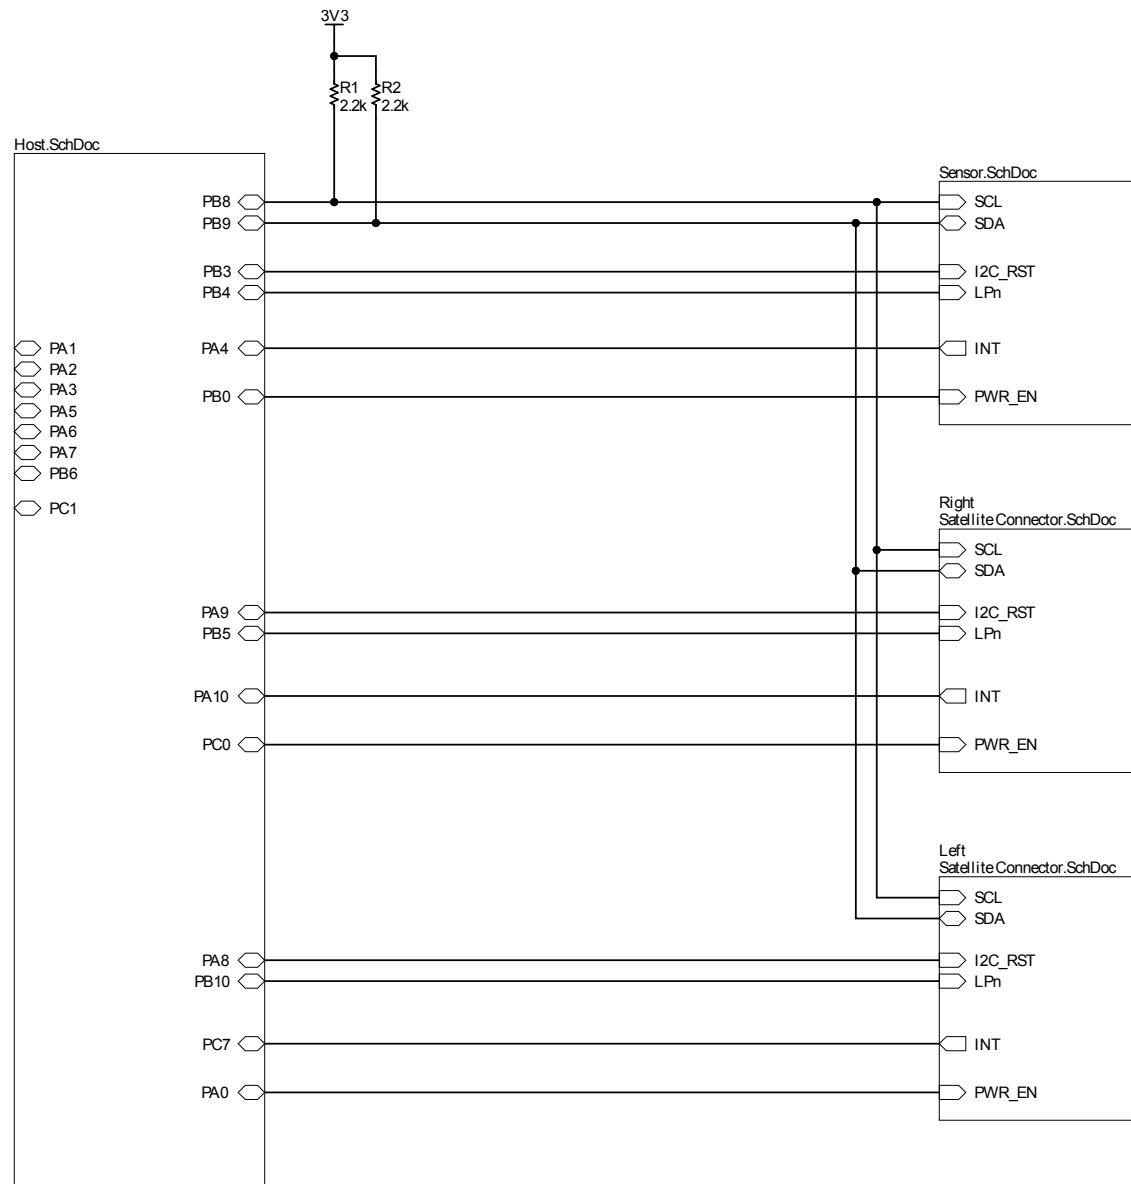 3V3
R1
2.2k
R2
2.2k
Host.SchDoc
PB8
PB9
PB3
PB4
PA4
PB0
PA1
PA2
PA3
PA5
PA6
PA7
PB6
PC1
PA9
PB5
PA10
PC0
PA8
PB10
PC7
PA0
Sensor.SchDoc
SCL
SDA
I2C_RST
LPn
INT
PWR_EN
Right
Satellite Connector.SchDoc
SCL
SDA
I2C_RST
LPn
INT
PWR_EN
Left
Satellite Connector.SchDoc
SCL
SDA
I2C_RST
LPn
INT
PWR_EN